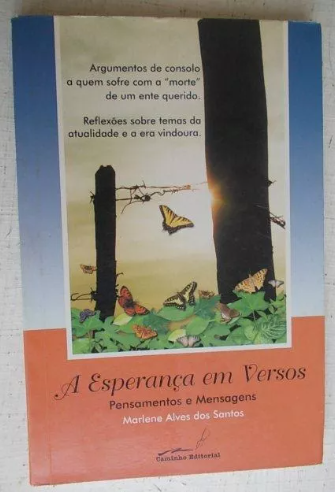 Argumentos de consolo
a quem sofre com a "morte"
de um ente querido.
Reflexões sobre temas da
atualidade e a era vindoura.
A Esperança em Versos
Pensamentos e Mensagens
Marlene Alves dos Santos
Caminho Editorial